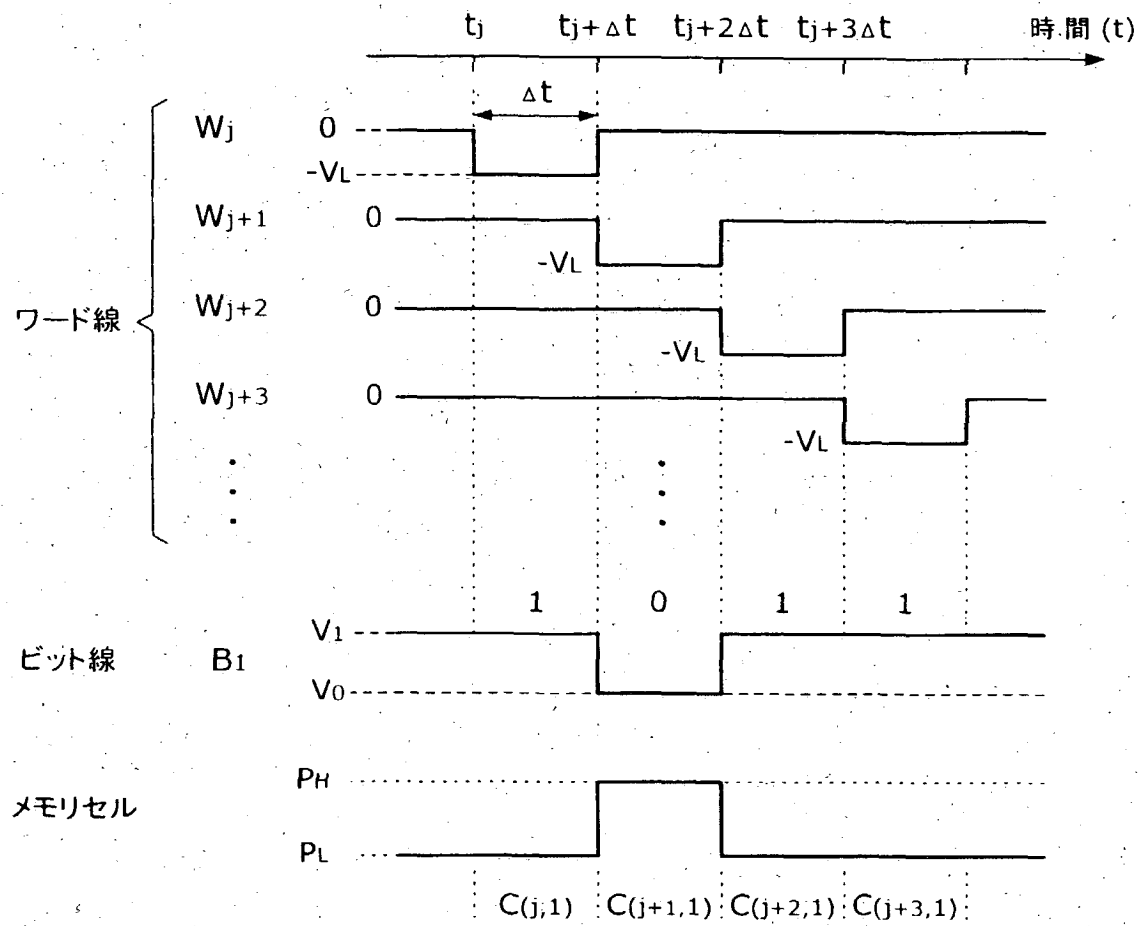 tj tj+Δt tj+2Δt tj+3Δt 時間 (t)
Δt
Wj 0
-VL
Wj+1 0
-VL
ワード線 Wj+2 0
-VL
Wj+3 0
-VL
1 0 1 1
V1
ビット線 B1
V0
PH
メモリセル
PL
C(j,1) C(j+1,1) C(j+2,1) C(j+3,1)